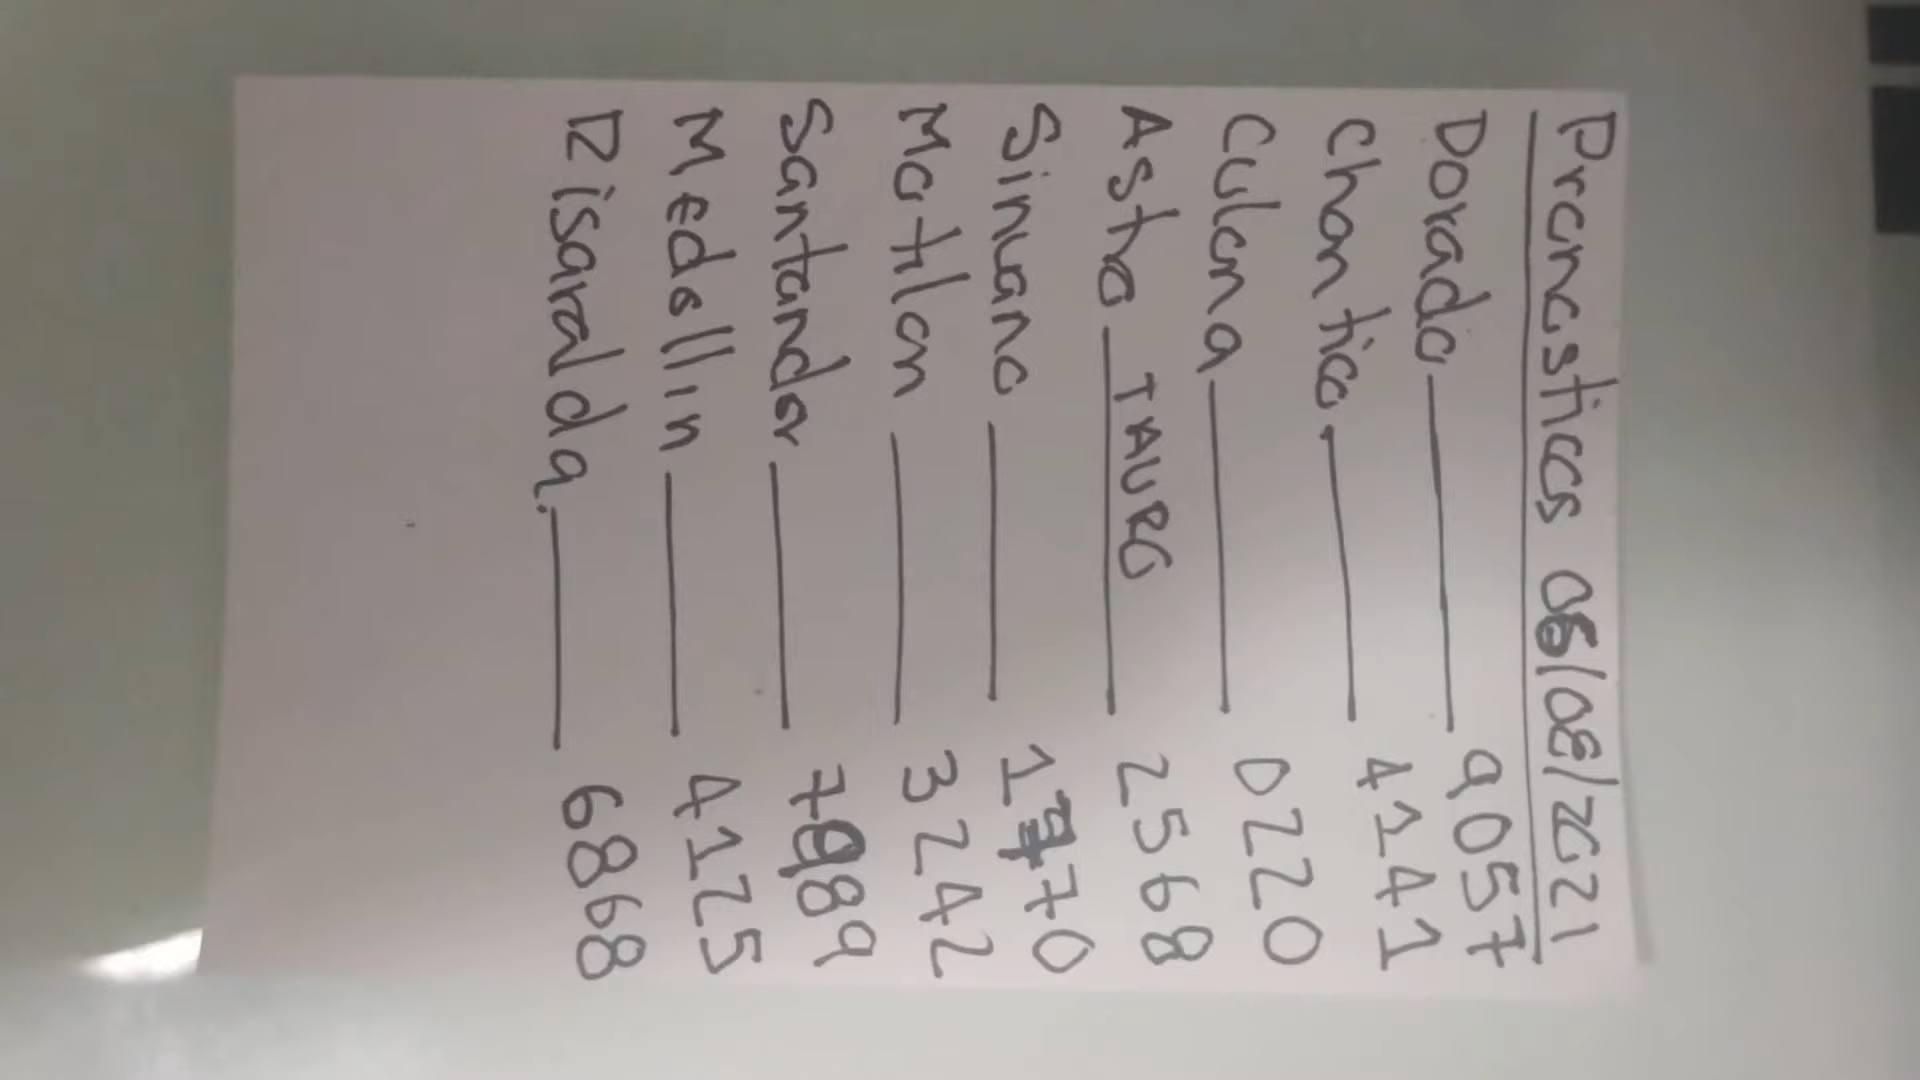 Pronosticos 06/08/2021
Dorado 9057
Chontico 4141
Culona 0220
Astro TAURO 2568
Sinuano 1770
Motilon 3242
Santander 7889
Medellin 4125
Risaralda. 6868